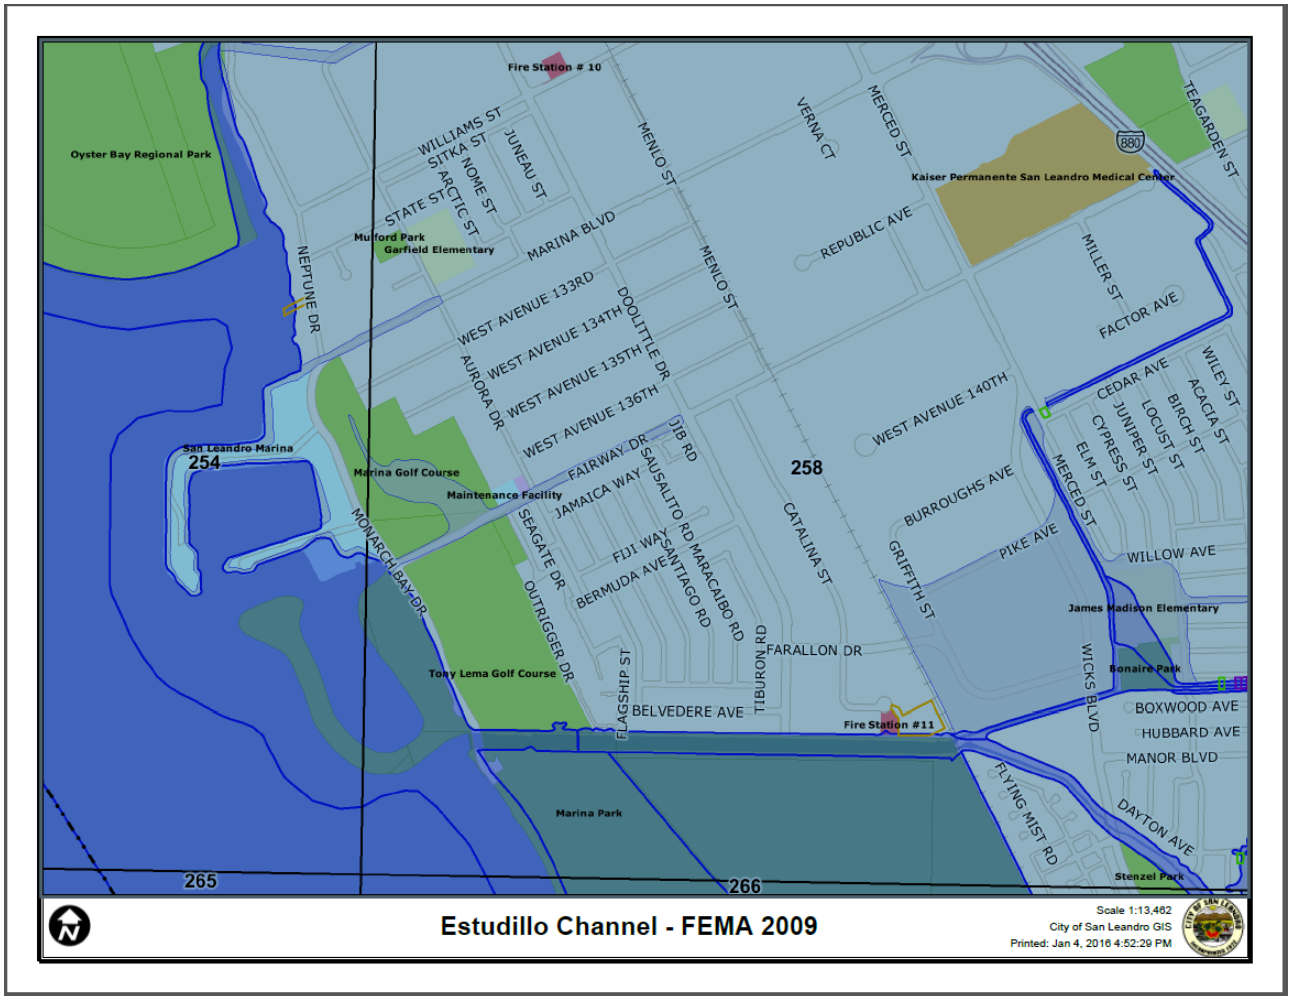 Fire Station # 10
WILLIAMS ST
SITKA ST
JUNEAU ST
NOME ST
ARCTIC ST
STATE ST
MENLO ST
VERNA CT
MERCED ST
TEAGARDEN ST
880
Oyster Bay Regional Park
Kaiser Permanente San Leandro Medical Center
Mulford Park
Garfield Elementary
MARINA BLVD
REPUBLIC AVE
NEPTUNE DR
MENLO ST
MILLER ST
FACTOR AVE
WEST AVENUE 133RD
DOOLITTLE DR
WEST AVENUE 134TH
WEST AVENUE 135TH
AURORA DR
WEST AVENUE 136TH
WEST AVENUE 140TH
CEDAR AVE
WILEY ST
ACACIA ST
BIRCH ST
LOCUST ST
JUNIPER ST
CYPRESS ST
ELM ST
San Leandro Marina
254
Marina Golf Course
Maintenance Facility
FAIRWAY DR
JIB RD
JAMAICA WAY
SAUSALITO RD
258
BURROUGHS AVE
MERCED ST
MONARCH BAY DR
SEAGATE DR
FIJI WAY
BERMUDA AVE
SANTIAGO RD
MARACAIBO RD
CATALINA ST
GRIFFITH ST
PIKE AVE
WILLOW AVE
James Madison Elementary
OUTRIGGER DR
FARALLON DR
TIBURON RD
Tony Lema Golf Course
FLAGSHIP ST
BELVEDERE AVE
WICKS BLVD
Bonaire Park
BOXWOOD AVE
Fire Station #11
HUBBARD AVE
MANOR BLVD
FLYING MIST RD
DAYTON AVE
Marina Park
Stenzel Park
265
266
N
Estudillo Channel - FEMA 2009
Scale 1:13,462
City of San Leandro GIS
Printed: Jan 4, 2016 4:52:29 PM
CITY OF SAN LEANDRO